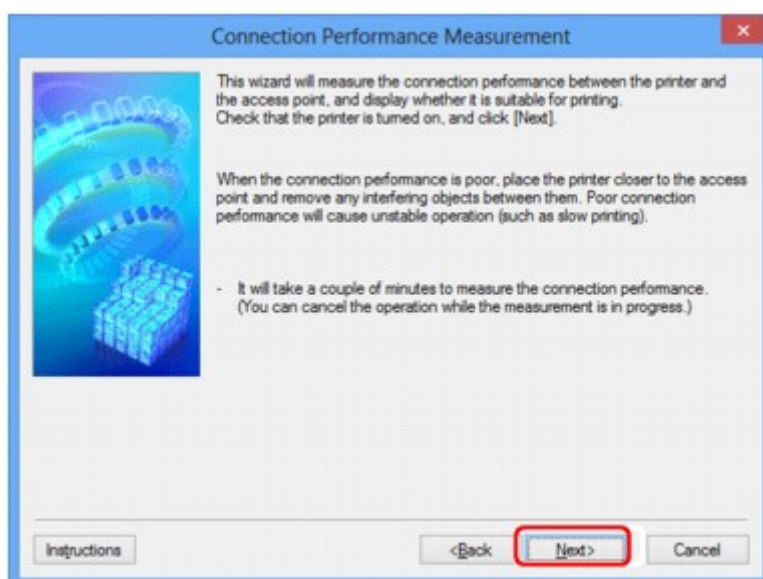 Connection Performance Measurement
This wizard will measure the connection performance between the printer and
the access point, and display whether it is suitable for printing.
Check that the printer is turned on, and click [Next].
When the connection performance is poor, place the printer closer to the access
point and remove any interfering objects between them. Poor connection
performance will cause unstable operation (such as slow printing).
- It will take a couple of minutes to measure the connection performance.
(You can cancel the operation while the measurement is in progress.)
Instructions <Back Next> Cancel